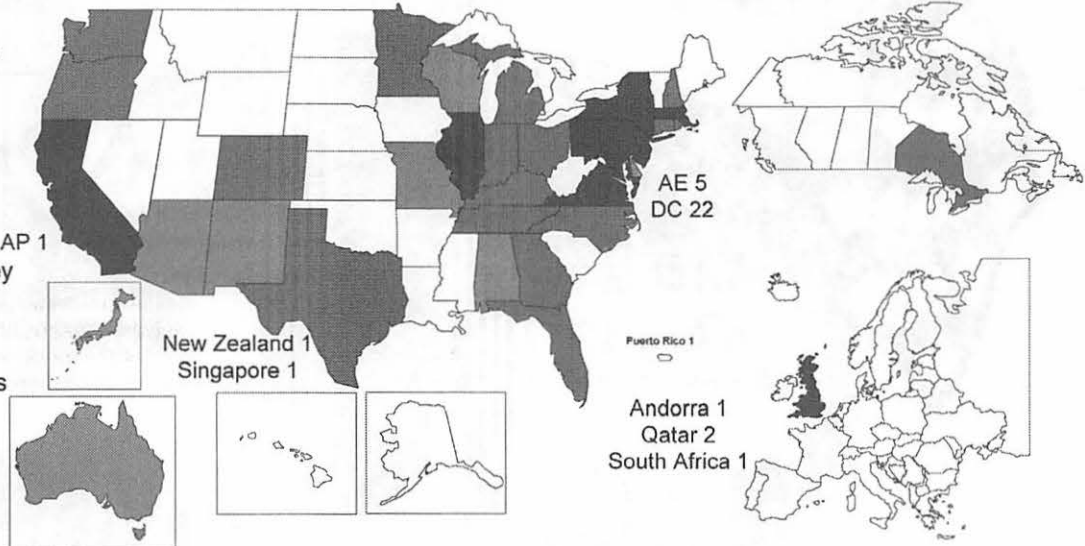 AE 5
DC 22
AP 1
New Zealand 1
Singapore 1
Puerto Rico 1
Andorra 1
Qatar 2
South Africa 1